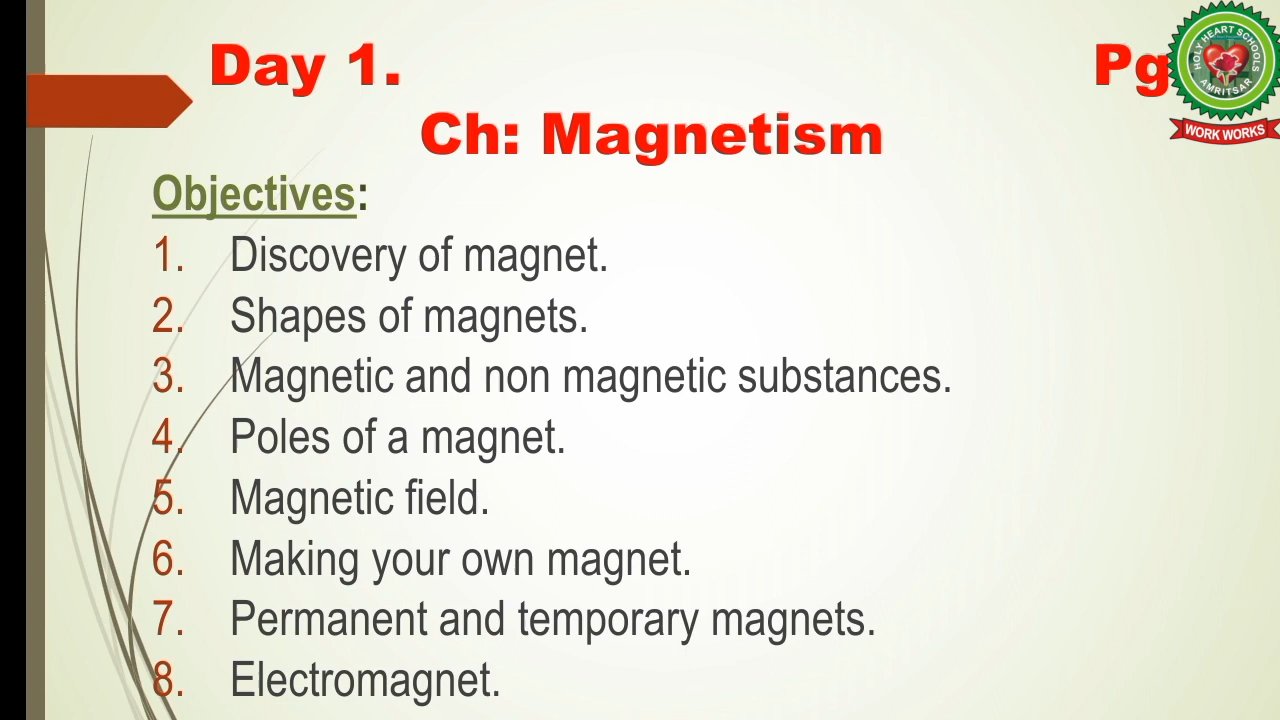 Day 1. Pg
Ch: Magnetism
Objectives:
1. Discovery of magnet.
2. Shapes of magnets.
3. Magnetic and non magnetic substances.
4. Poles of a magnet.
5. Magnetic field.
6. Making your own magnet.
7. Permanent and temporary magnets.
8. Electromagnet.
HOLY HEART SCHOOLS
AMRITSAR
WORK WORKS